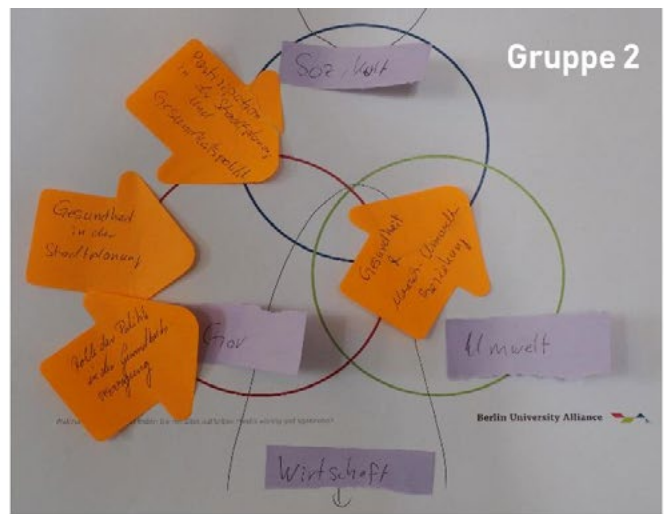 Gruppe 2
Soz./Kult
Partizipation
in der Stadtplanung
und
Gesundheitspolitik
Gesundheit
in der
Stadtplanung
Gesundheit
&
Mensch-Umwelt
Beziehung
Rolle der Politik
in der Gesundheits
versorgung
Gov
Umwelt
Berlin University Alliance
Wirtschaft